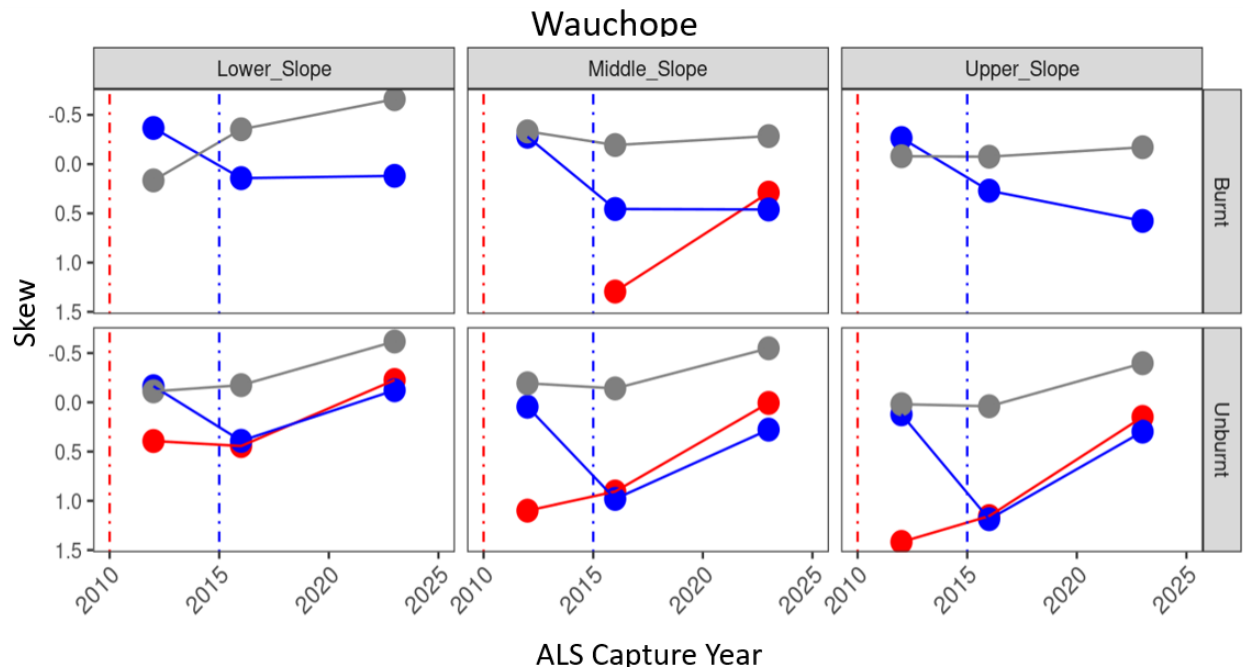 Wauchope
Lower_Slope Middle_Slope Upper_Slope
-0.5
0.0
0.5
1.0
1.5
Burnt
Skew
-0.5
0.0
0.5
1.0
1.5
Unburnt
2010 2015 2020 2025 2010 2015 2020 2025 2010 2015 2020 2025
ALS Capture Year